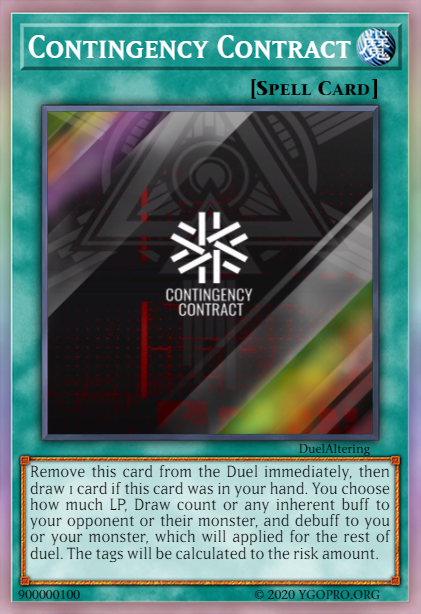 CONTINGENCY CONTRACT
魔
[SPELL CARD]
CONTINGENCY
CONTRACT
DuelAltering
Remove this card from the Duel immediately, then
draw 1 card if this card was in your hand. You choose
how much LP, Draw count or any inherent buff to
your opponent or their monster, and debuff to you
or your monster, which will applied for the rest of
duel. The tags will be calculated to the risk amount.
900000100
© 2020 YGOPRO.ORG